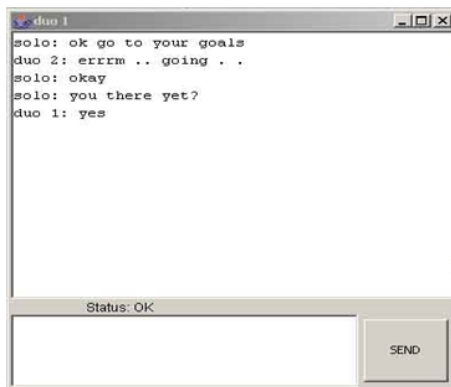 duo 1
solo: ok go to your goals
duo 2: errrm .. going . .
solo: okay
solo: you there yet?
duo 1: yes
Status: OK
SEND